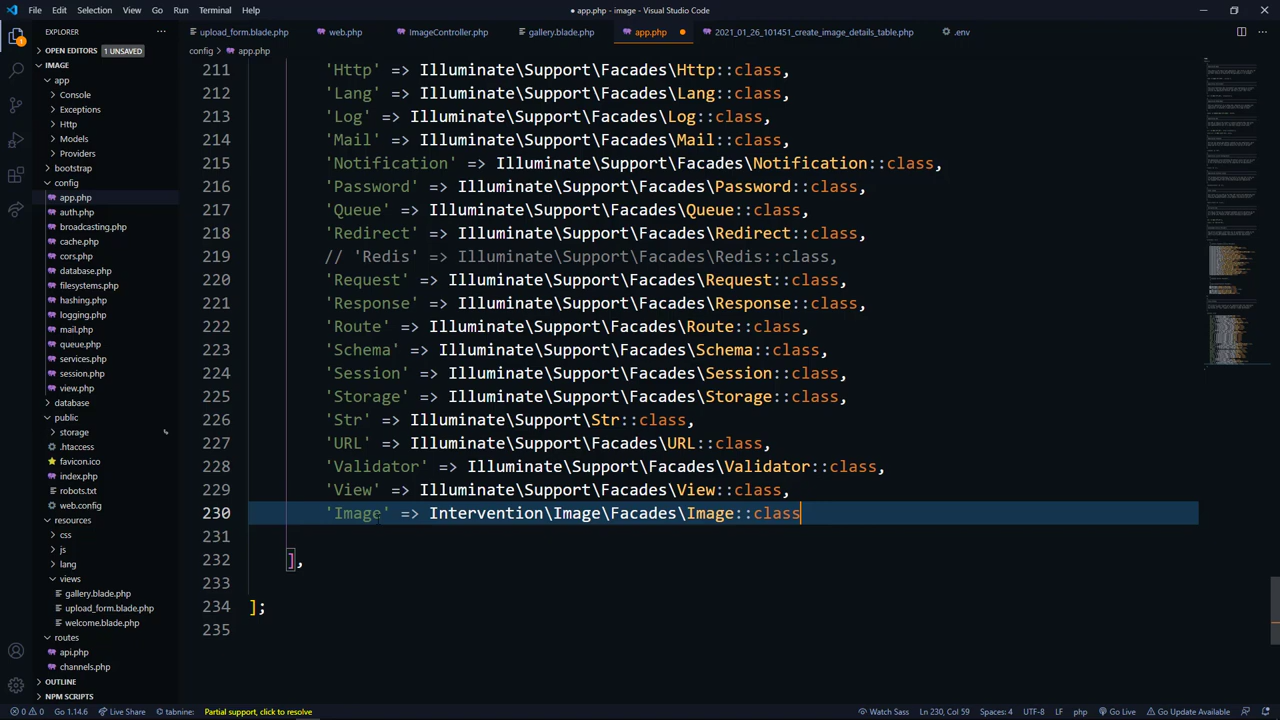 File Edit Selection View Go Run Terminal Help
● app.php - image - Visual Studio Code
EXPLORER
OPEN EDITORS 1 UNSAVED
IMAGE
app
Console
Exceptions
Http
Models
Providers
bootstrap
config
app.php
auth.php
broadcasting.php
cache.php
cors.php
database.php
filesystems.php
hashing.php
logging.php
mail.php
queue.php
services.php
session.php
view.php
database
public
storage
.htaccess
favicon.ico
index.php
robots.txt
web.config
resources
css
js
lang
views
gallery.blade.php
upload_form.blade.php
welcome.blade.php
routes
api.php
channels.php
OUTLINE
NPM SCRIPTS
upload_form.blade.php web.php ImageController.php gallery.blade.php app.php 2021_01_26_101451_create_image_details_table.php .env
config > app.php
211 'Http' => Illuminate\Support\Facades\Http::class,
212 'Lang' => Illuminate\Support\Facades\Lang::class,
213 'Log' => Illuminate\Support\Facades\Log::class,
214 'Mail' => Illuminate\Support\Facades\Mail::class,
215 'Notification' => Illuminate\Support\Facades\Notification::class,
216 'Password' => Illuminate\Support\Facades\Password::class,
217 'Queue' => Illuminate\Support\Facades\Queue::class,
218 'Redirect' => Illuminate\Support\Facades\Redirect::class,
219 // 'Redis' => Illuminate\Support\Facades\Redis::class,
220 'Request' => Illuminate\Support\Facades\Request::class,
221 'Response' => Illuminate\Support\Facades\Response::class,
222 'Route' => Illuminate\Support\Facades\Route::class,
223 'Schema' => Illuminate\Support\Facades\Schema::class,
224 'Session' => Illuminate\Support\Facades\Session::class,
225 'Storage' => Illuminate\Support\Facades\Storage::class,
226 'Str' => Illuminate\Support\Str::class,
227 'URL' => Illuminate\Support\Facades\URL::class,
228 'Validator' => Illuminate\Support\Facades\Validator::class,
229 'View' => Illuminate\Support\Facades\View::class,
230 'Image' => Intervention\Image\Facades\Image::class
231
232 ],
233
234 ];
235
0 0 Go 1.14.6 Live Share tabnine: Partial support, click to resolve Watch Sass Ln 230, Col 59 Spaces: 4 UTF-8 LF php Go Live Go Update Available